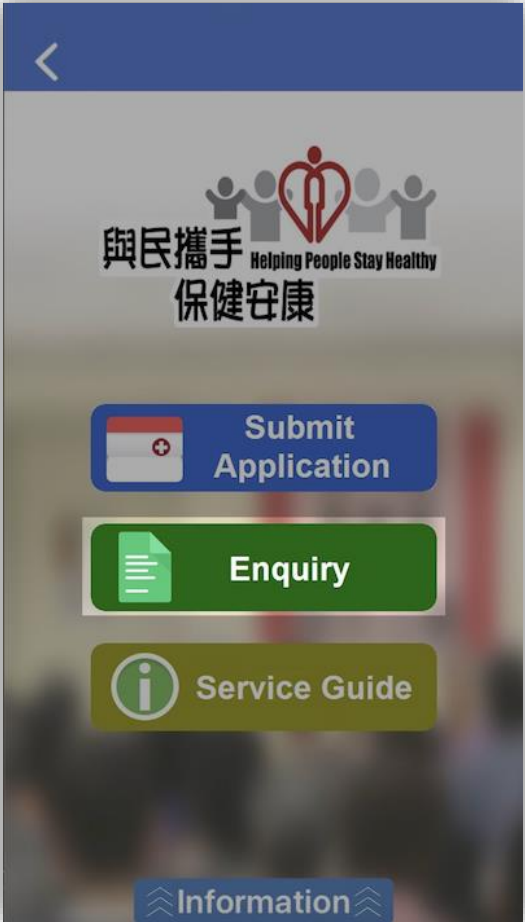 與民攜手 Helping People Stay Healthy
保健安康
Submit
Application
Enquiry
Service Guide
Information